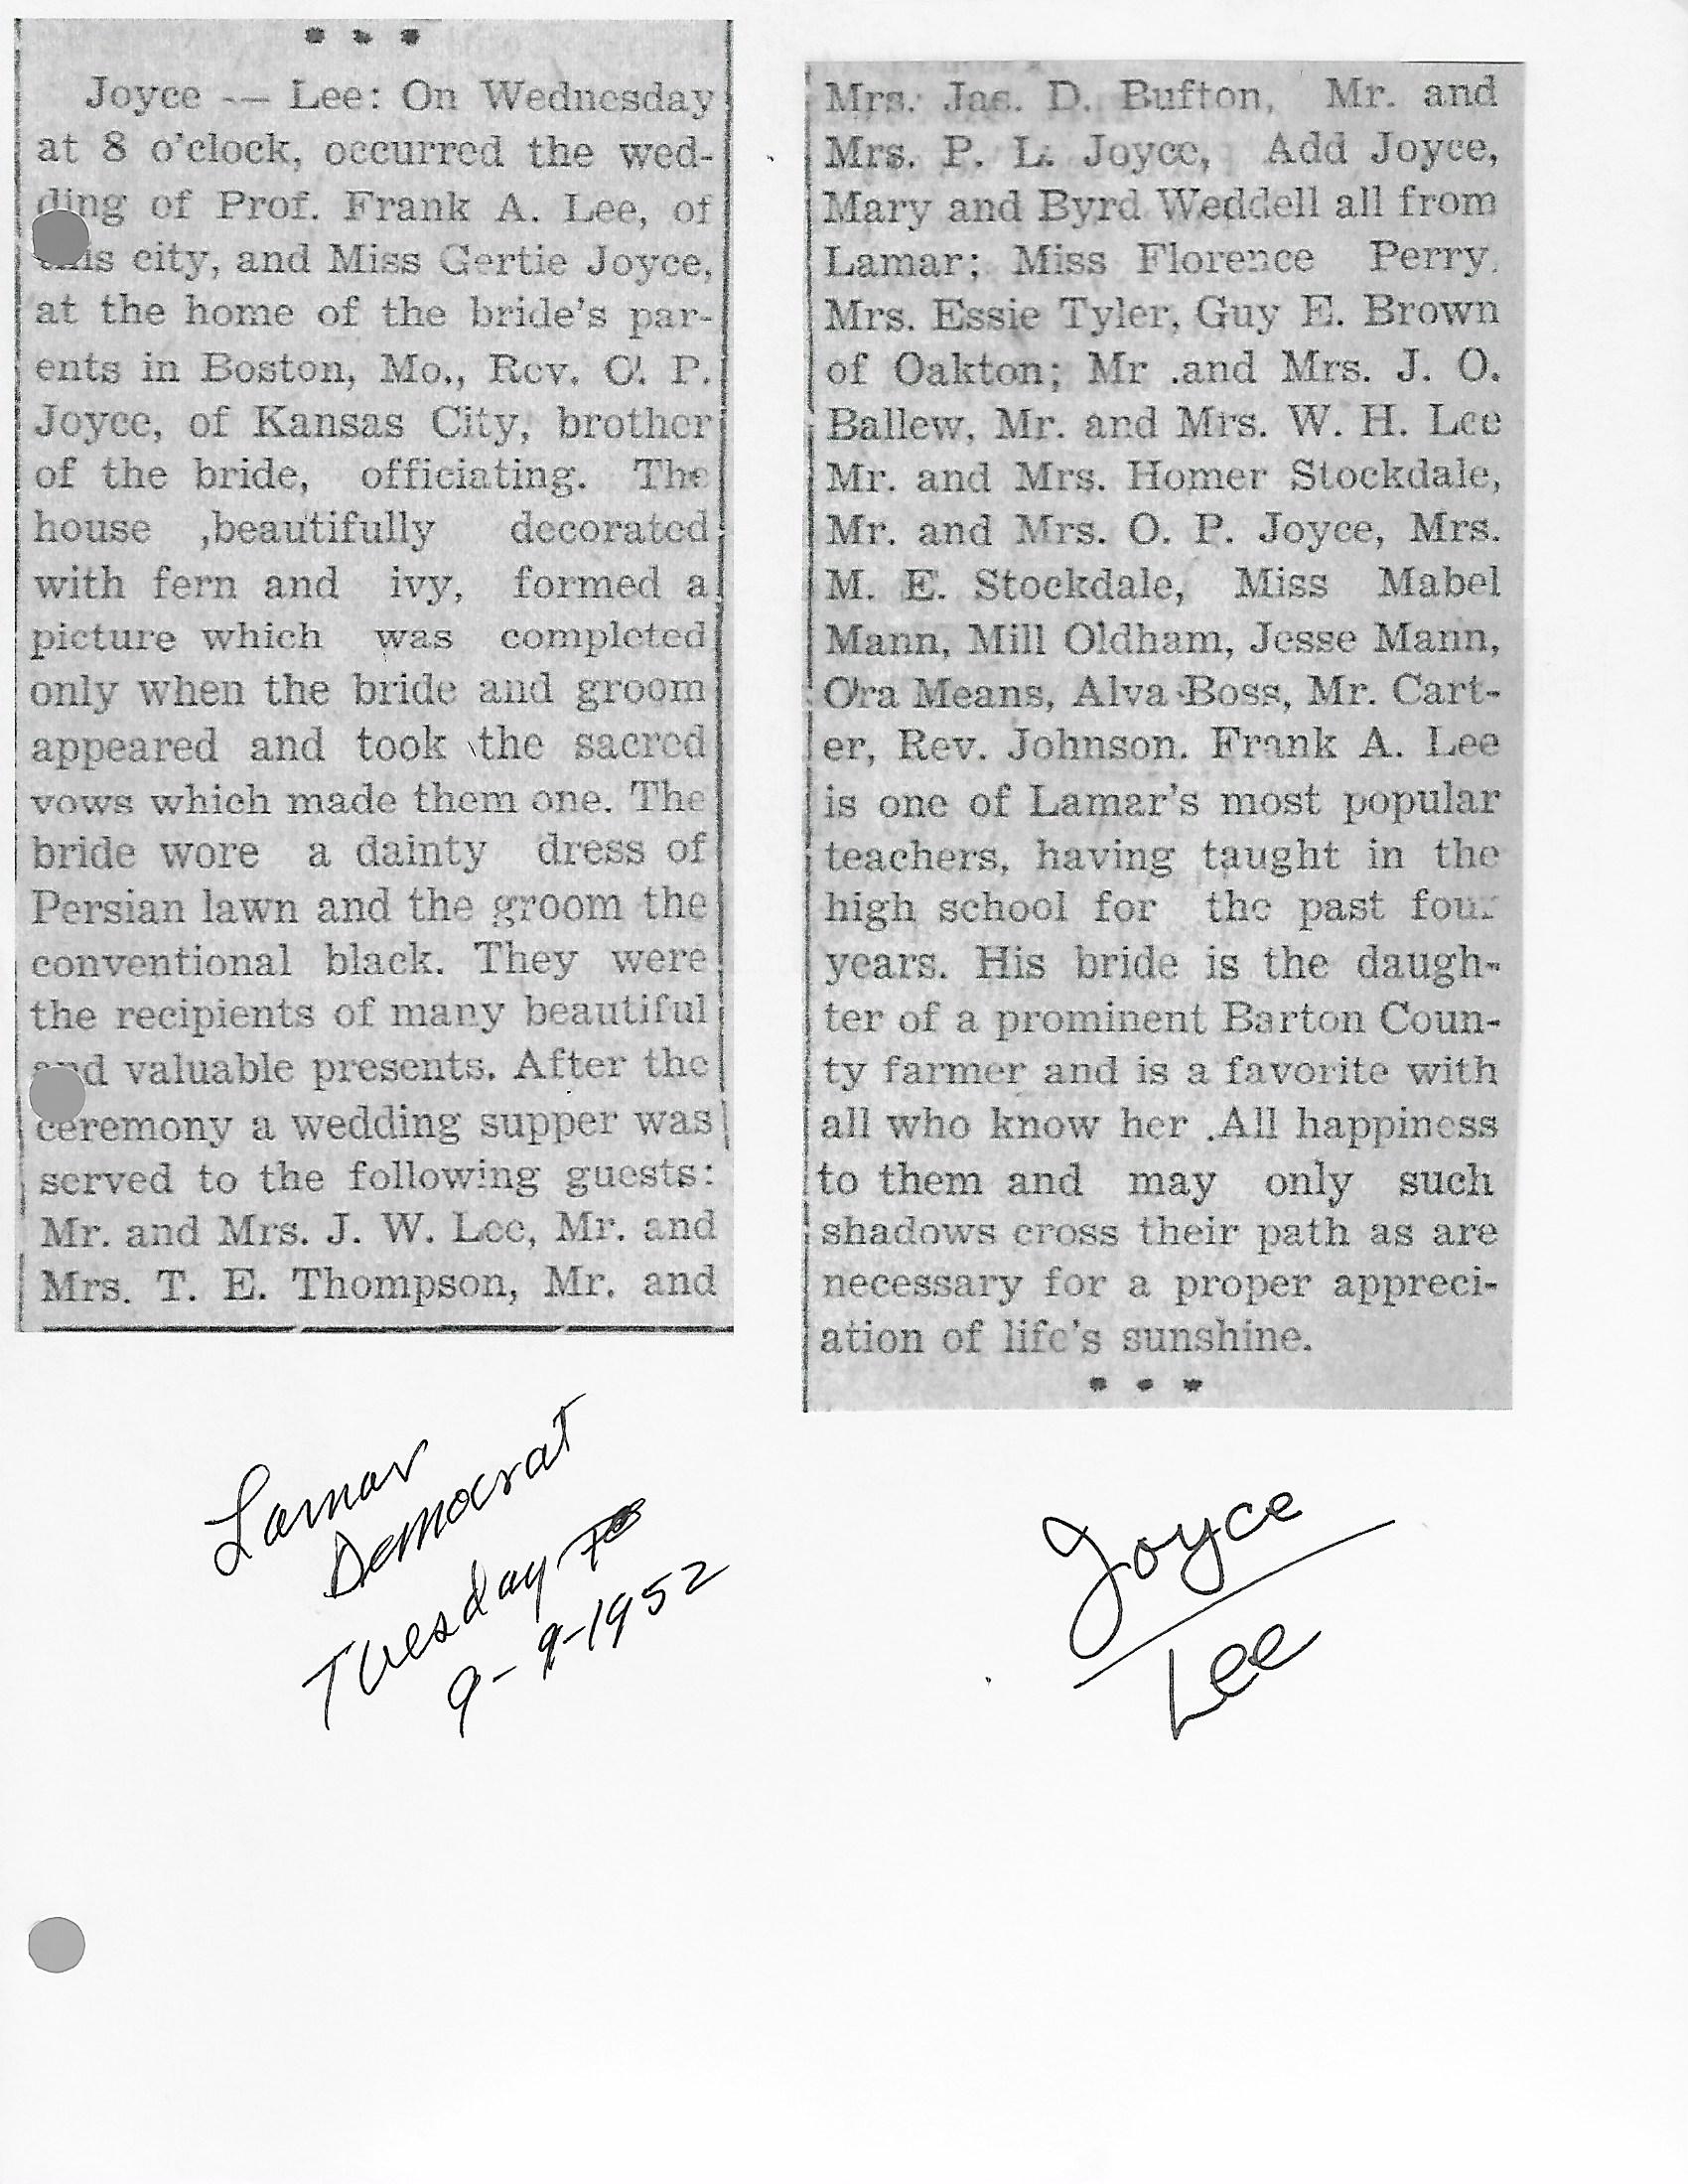 Joyce -- Lee: On Wednesday
at 8 o'clock, occurred the wed-
ding of Prof. Frank A. Lee, of
this city, and Miss Gertie Joyce,
at the home of the bride's par-
ents in Boston, Mo., Rev. O. P.
Joyce, of Kansas City, brother
of the bride, officiating. The
house ,beautifully decorated
with fern and ivy, formed a
picture which was completed
only when the bride and groom
appeared and took the sacred
vows which made them one. The
bride wore a dainty dress of
Persian lawn and the groom the
conventional black. They were
the recipients of many beautiful
and valuable presents. After the
ceremony a wedding supper was
served to the following guests:
Mr. and Mrs. J. W. Lee, Mr. and
Mrs. T. E. Thompson, Mr. and
Mrs. Jas. D. Bufton, Mr. and
Mrs. P. L. Joyce, Add Joyce,
Mary and Byrd Weddell all from
Lamar; Miss Florence Perry.
Mrs. Essie Tyler, Guy E. Brown
of Oakton; Mr .and Mrs. J. O.
Ballew, Mr. and Mrs. W. H. Lee
Mr. and Mrs. Homer Stockdale,
Mr. and Mrs. O. P. Joyce, Mrs.
M. E. Stockdale, Miss Mabel
Mann, Mill Oldham, Jesse Mann,
Ora Means, Alva Boss, Mr. Cart-
er, Rev. Johnson. Frank A. Lee
is one of Lamar's most popular
teachers, having taught in the
high school for the past four
years. His bride is the daugh-
ter of a prominent Barton Coun-
ty farmer and is a favorite with
all who know her .All happiness
to them and may only such
shadows cross their path as are
necessary for a proper appreci-
ation of life's sunshine.
Lamar
Democrat
Tuesday
9-9-1952
Joyce
Lee